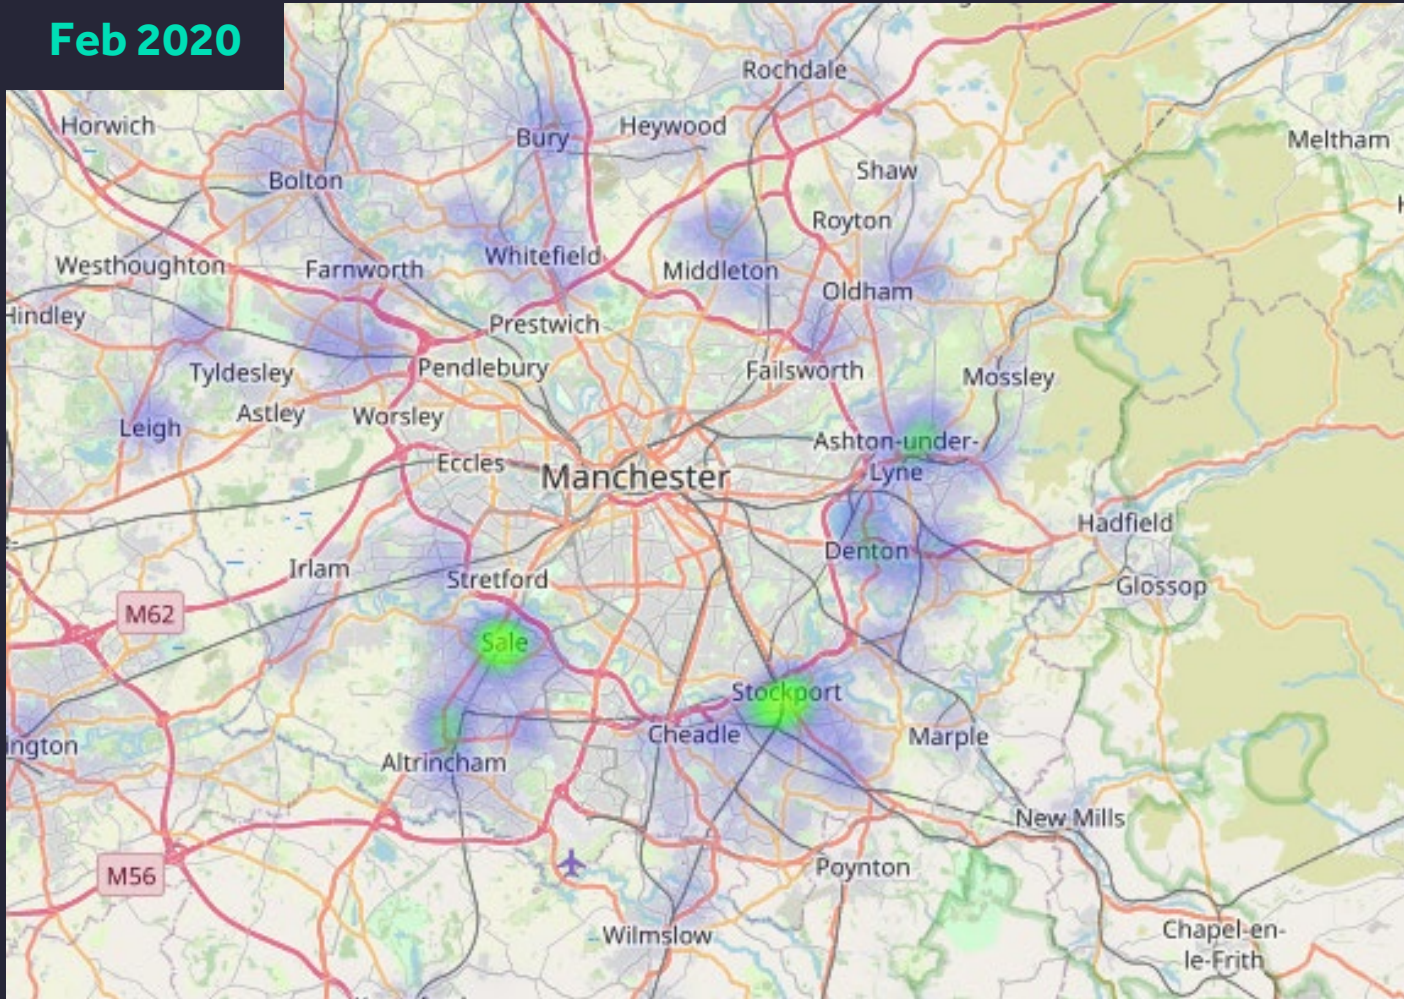 Feb 2020
Rochdale
Horwich
Bury
Heywood
Meltham
Bolton
Shaw
Royton
Westhoughton
Farnworth
Whitefield
Middleton
Oldham
Hindley
Prestwich
Tyldesley
Pendlebury
Failsworth
Mossley
Astley
Worsley
Leigh
Ashton-under-
Lyne
Eccles
Manchester
Hadfield
Denton
Irlam
Stretford
Glossop
M62
Sale
Stockport
ington
Cheadle
Marple
Altrincham
New Mills
M56
Poynton
Wilmslow
Chapel-en-
le-Frith